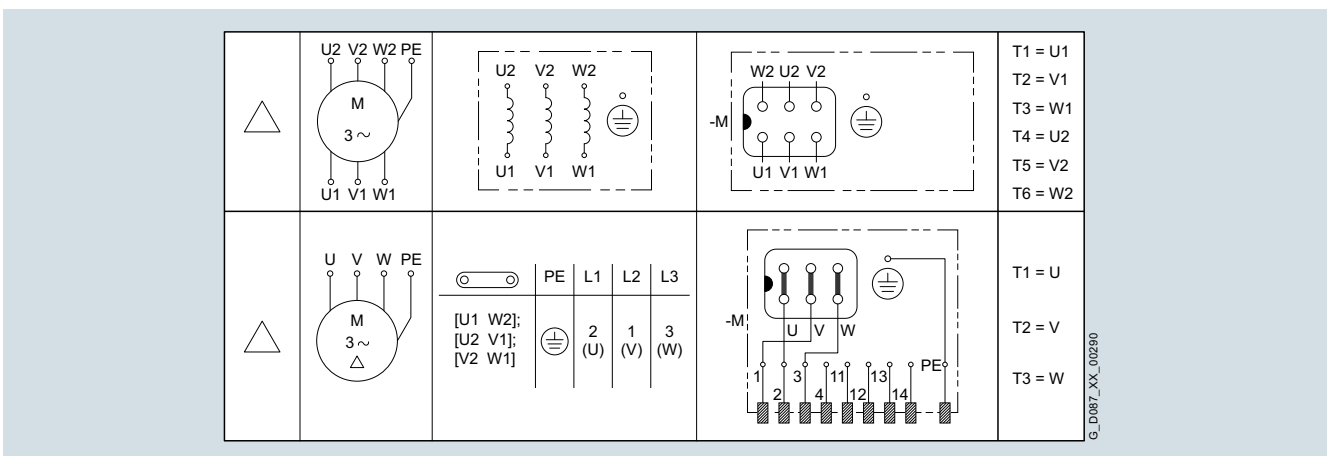 U2 V2 W2 PE
M
3 ~
U1 V1 W1
U2 V2 W2
U1 V1 W1
W2 U2 V2
-M
U1 V1 W1
T1 = U1
T2 = V1
T3 = W1
T4 = U2
T5 = V2
T6 = W2
U V W PE
M
3 ~
PE L1 L2 L3
[U1 W2];
[U2 V1];
[V2 W1]
2 1 3
(U) (V) (W)
-M
U V W
PE
1 3 11 13
2 4 12 14
T1 = U
T2 = V
T3 = W
G_D087_XX_00290